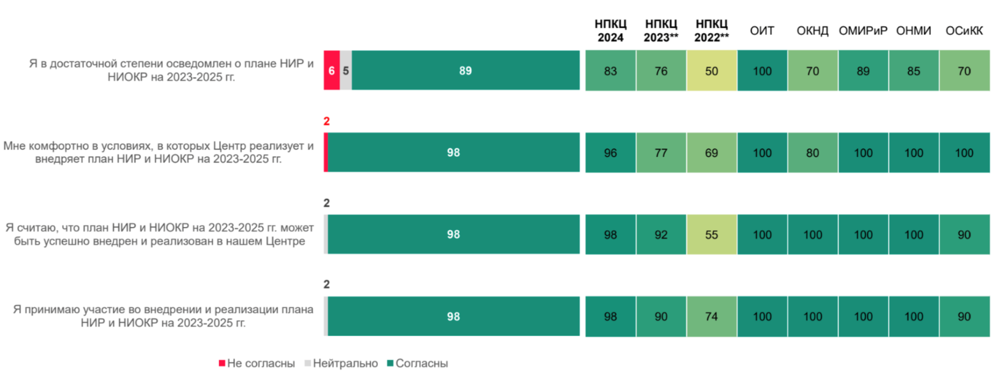 НПКЦ 2024 НПКЦ 2023** НПКЦ 2022** ОИТ ОКНД ОМИРиР ОНМИ ОСиКК
Я в достаточной степени осведомлен о плане НИР и
НИОКР на 2023-2025 гг.
6 5 89 83 76 50 100 70 89 85 70
2
Мне комфортно в условиях, в которых Центр реализует и
внедряет план НИР и НИОКР на 2023-2025 гг.
98 96 77 69 100 80 100 100 100
2
Я считаю, что план НИР и НИОКР на 2023-2025 гг. может
быть успешно внедрен и реализован в нашем Центре
98 98 92 55 100 100 100 100 90
2
Я принимаю участие во внедрении и реализации плана
НИР и НИОКР на 2023-2025 гг.
98 98 90 74 100 100 100 100 90
Не согласны Нейтрально Согласны